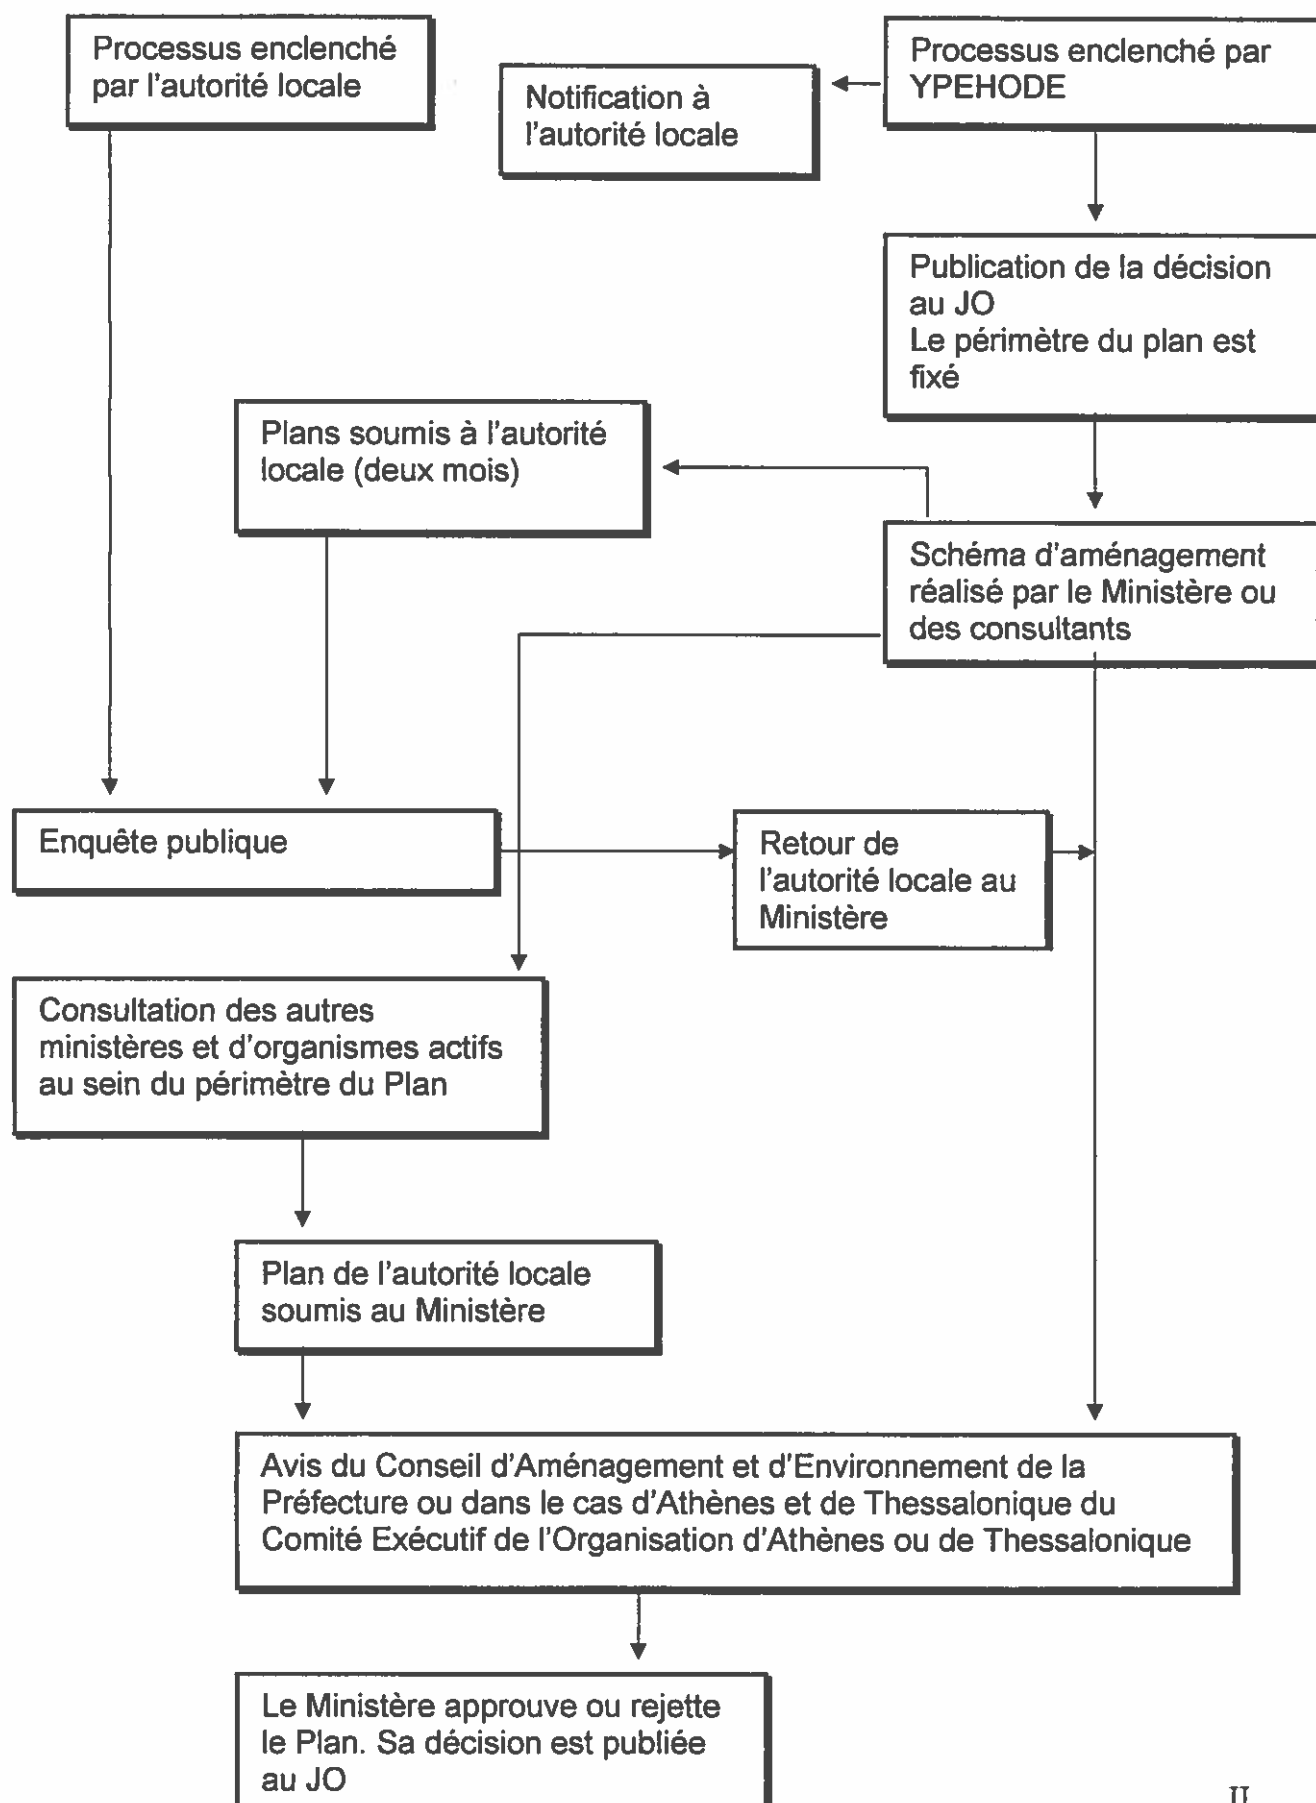 Processus enclenché
par l'autorité locale
Notification à
l'autorité locale
Processus enclenché par
YPEHODE
Publication de la décision
au JO
Le périmètre du plan est
fixé
Plans soumis à l'autorité
locale (deux mois)
Schéma d'aménagement
réalisé par le Ministère ou
des consultants
Enquête publique
Retour de
l'autorité locale au
Ministère
Consultation des autres
ministères et d'organismes actifs
au sein du périmètre du Plan
Plan de l'autorité locale
soumis au Ministère
Avis du Conseil d'Aménagement et d'Environnement de la
Préfecture ou dans le cas d'Athènes et de Thessalonique du
Comité Exécutif de l'Organisation d'Athènes ou de Thessalonique
Le Ministère approuve ou rejette
le Plan. Sa décision est publiée
au JO